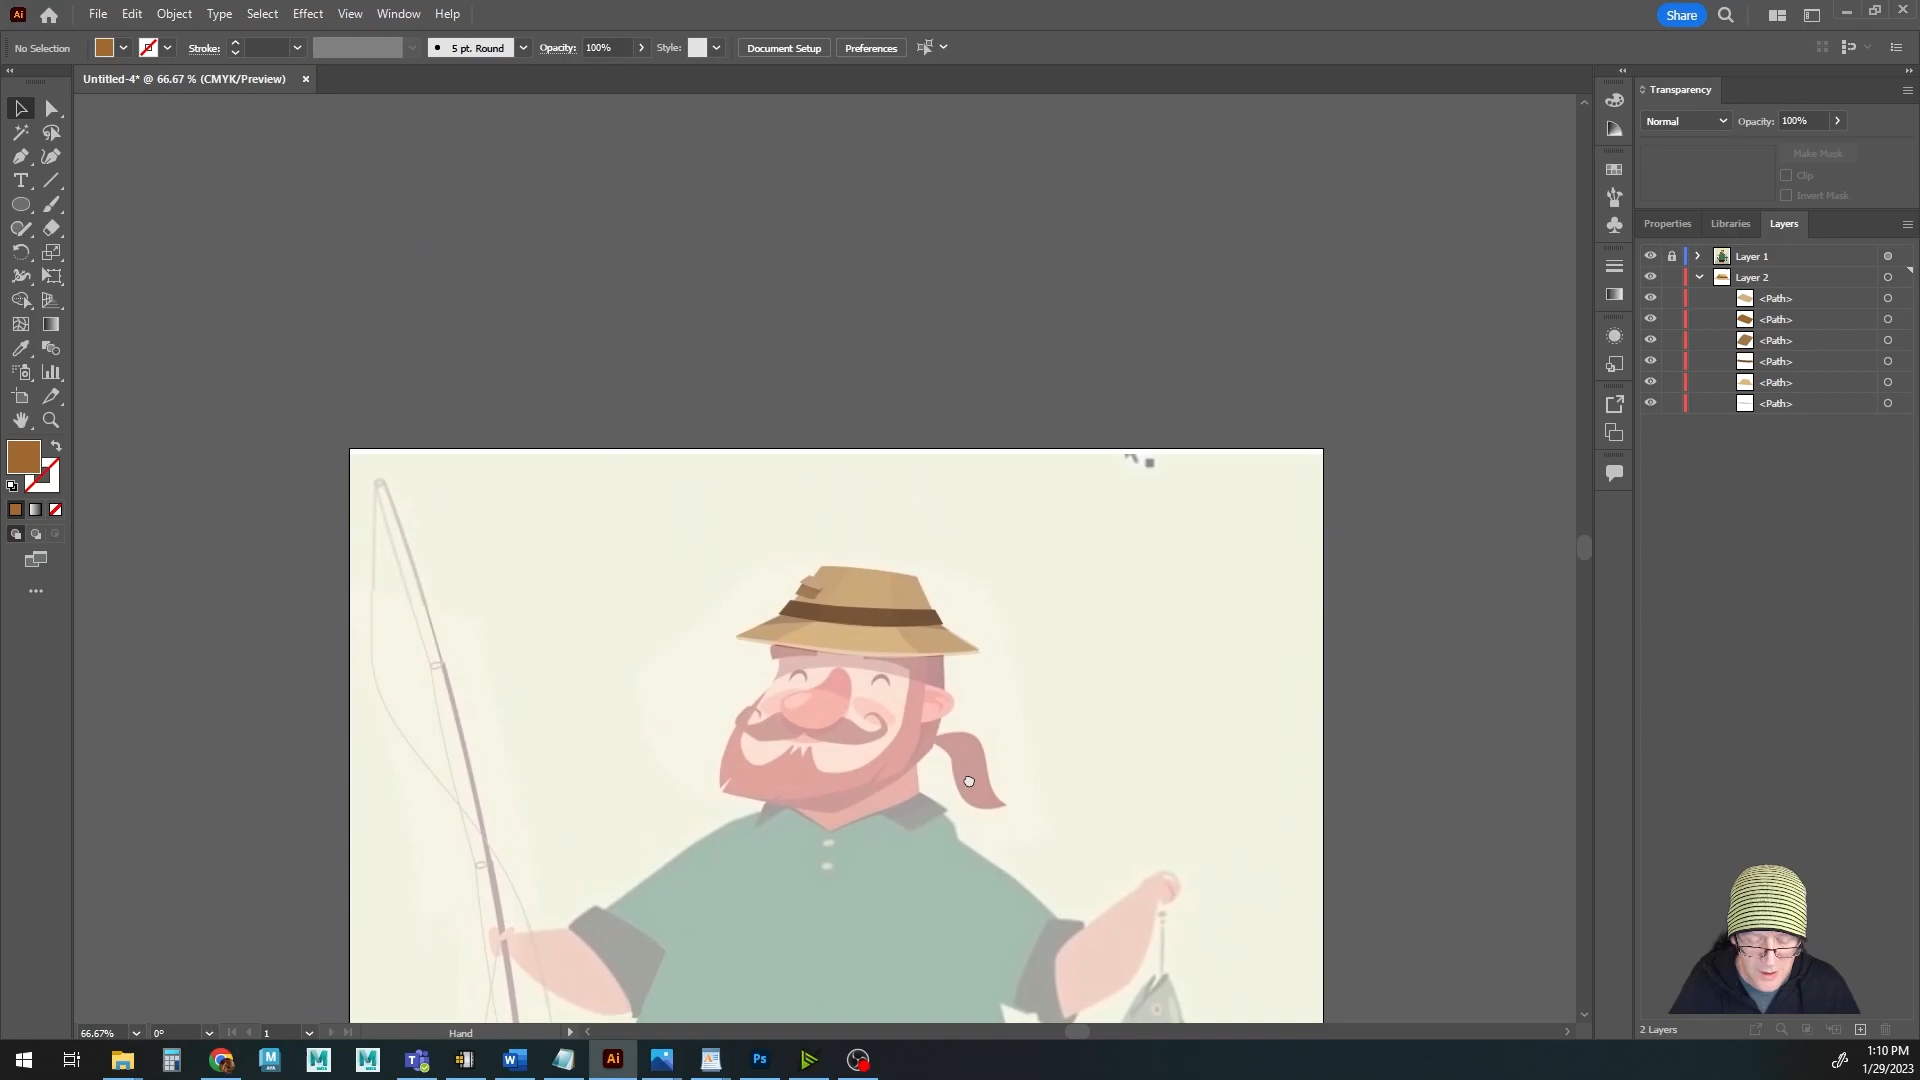 Ai File Edit Object Type Select Effect View Window Help Share
No Selection Stroke: 5 pt. Round Opacity: 100% Style: Document Setup Preferences
Untitled-4* @ 66.67 % (CMYK/Preview) ×
Transparency
Normal Opacity: 100%
Make Mask
Clip
Invert Mask
Properties Libraries Layers
Layer 1
Layer 2
<Path>
<Path>
<Path>
<Path>
<Path>
<Path>
66.67% 0° 1 Hand
2 Layers
1:10 PM
1/29/2023